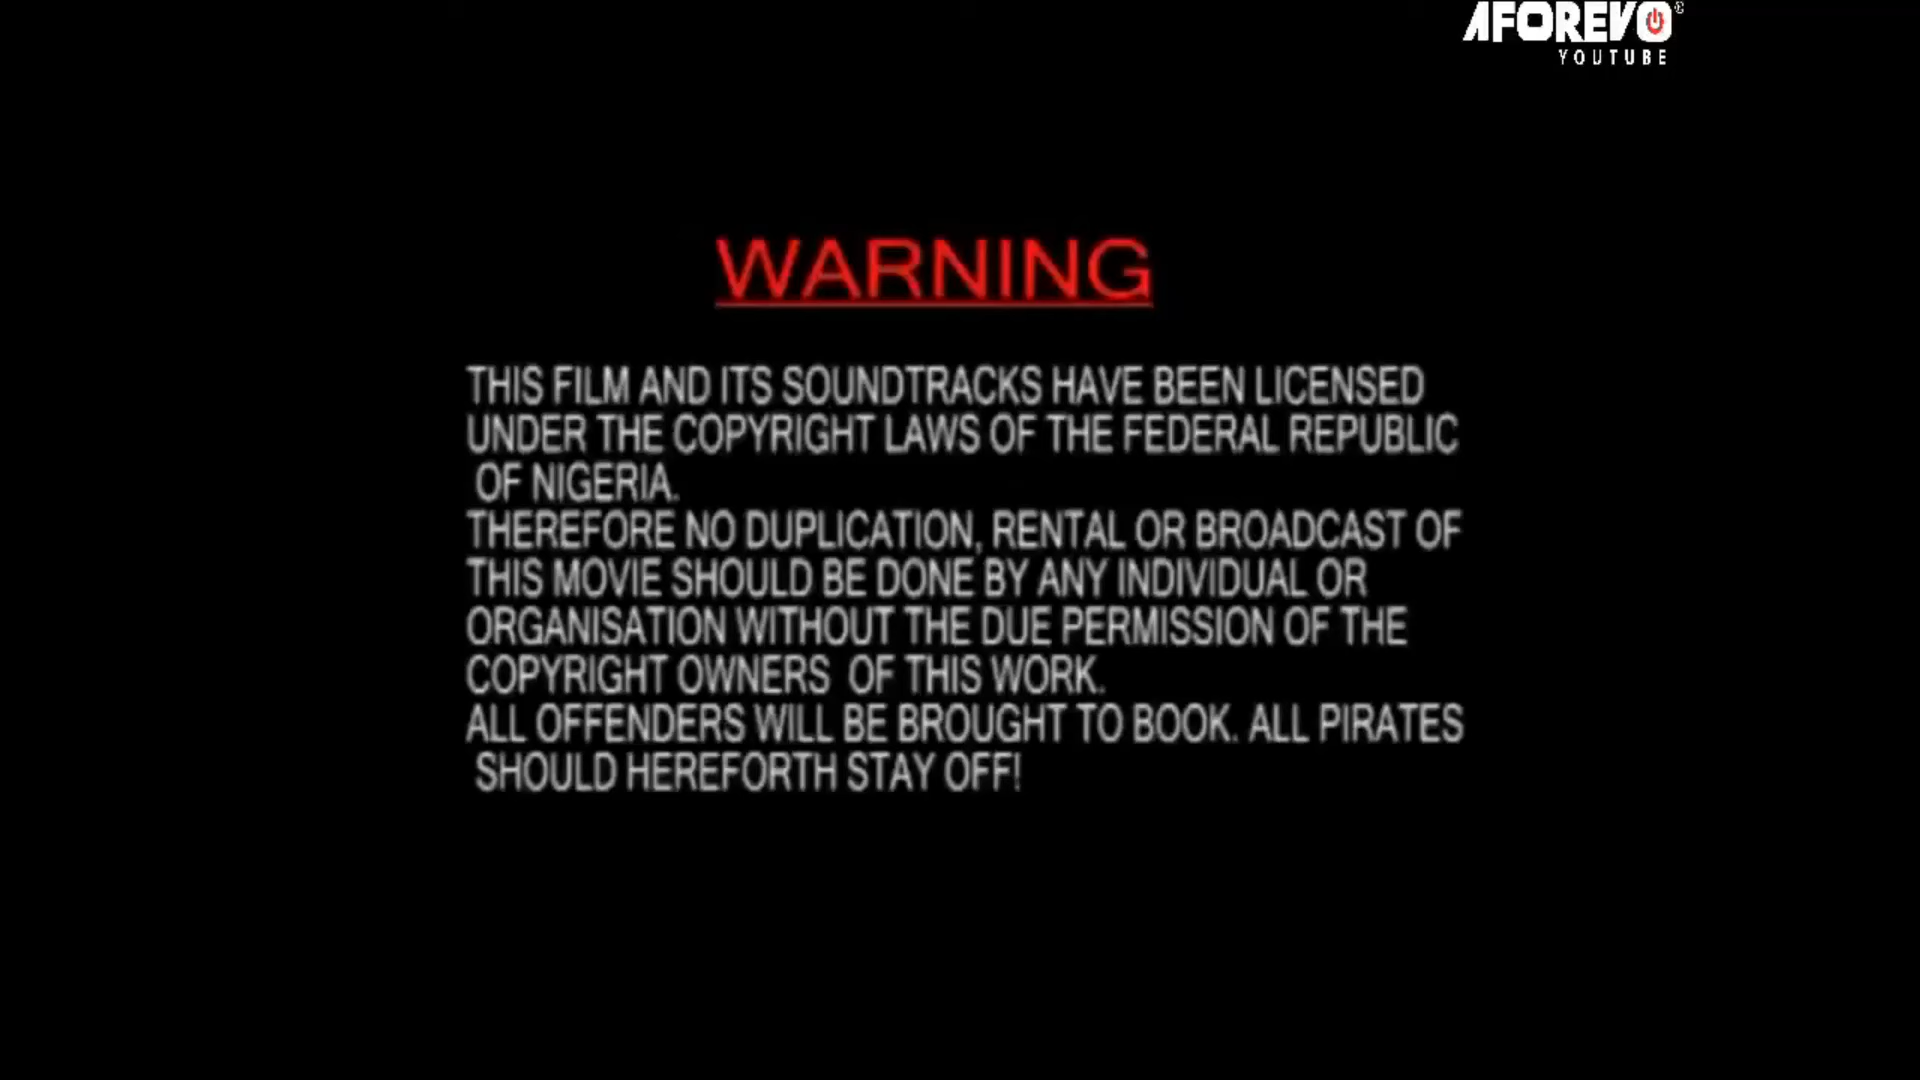 AFOREVO
YOUTUBE
WARNING
THIS FILM AND ITS SOUNDTRACKS HAVE BEEN LICENSED
UNDER THE COPYRIGHT LAWS OF THE FEDERAL REPUBLIC
OF NIGERIA.
THEREFORE NO DUPLICATION, RENTAL OR BROADCAST OF
THIS MOVIE SHOULD BE DONE BY ANY INDIVIDUAL OR
ORGANISATION WITHOUT THE DUE PERMISSION OF THE
COPYRIGHT OWNERS OF THIS WORK.
ALL OFFENDERS WILL BE BROUGHT TO BOOK. ALL PIRATES
SHOULD HEREFORTH STAY OFF!